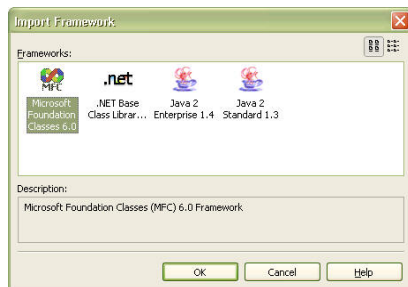 Import Framework
Frameworks:
MFC
.net
Microsoft Foundation Classes 6.0
.NET Base Class Librar...
Java 2 Enterprise 1.4
Java 2 Standard 1.3
Description:
Microsoft Foundation Classes (MFC) 6.0 Framework
OK
Cancel
Help